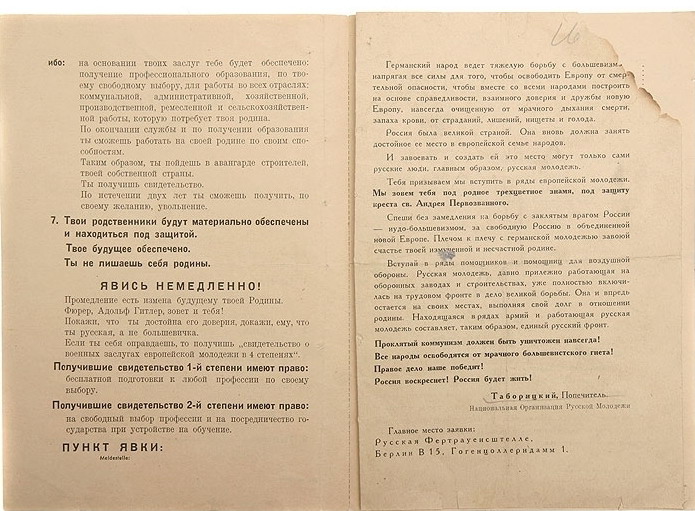 ибо: на основании твоих заслуг тебе будет обеспечено:
получение профессионального образования, по тво-
ему свободному выбору, для работы во всех отраслях:
коммунальной, административной, хозяйственной,
производственной, ремесленной и сельскохозяйствен-
ной работы, которую потребует твоя родина.
По окончании службы и по получении образования
ты сможешь работать на своей родине по своим спо-
собностям.
Таким образом, ты пойдешь в авангарде строителей,
твоей собственной страны.
Ты получишь свидетельство.
По истечении двух лет ты сможешь получить, по
своему желанию, увольнение.
7. Твои родственники будут материально обеспечены
и находиться под защитой.
Твое будущее обеспечено.
Ты не лишаешь себя родины.
ЯВИСЬ НЕМЕДЛЕННО!
Промедление есть измена будущему твоей Родины.
Фюрер, Адольф Гитлер, зовет и тебя!
Покажи, что ты достойна его доверия, докажи, ему, что
ты русская, а не большевичка.
Если ты себя оправдаешь, то получишь „свидетельство о
военных заслугах европейской молодежи в 4 степенях“.
Получившие свидетельство 1-й степени имеют право:
бесплатной подготовки к любой профессии по своему
выбору.
Получившие свидетельство 2-й степени имеют право:
на свободный выбор профессии и на посредничество го-
сударства при устройстве на обучение.
ПУНКТ ЯВКИ:
Meldestelle:
16
Германский народ ведет тяжелую борьбу с большевизм
напрягая все силы для того, чтобы освободить Европу от смер-
тельной опасности, чтобы вместе со всеми народами построить
на основе справедливости, взаимного доверия и дружбы новую
Европу, навсегда очищенную от мрачного дыхания смерти,
запаха крови, от страданий, лишений, нищеты и голода.
Россия была великой страной. Она вновь должна занять
достойное ее место в европейской семье народов.
И завоевать и создать ей это место могут только сами
русские люди, главным образом, русская молодежь.
Тебя призываем мы вступить в ряды европейской молодежи.
Мы зовем тебя под родное трехцветное знамя, под защиту
креста св. Андрея Первозванного.
Спеши без замедления на борьбу с заклятым врагом России
— иудо-большевизмом, за свободную Россию в объединенной
новой Европе. Плечом к плечу с германской молодежью завоюй
счастье твоей измученной и несчастной родине.
Вступай в ряды помощников и помощниц для воздушной
обороны. Русская молодежь, давно прилежно работающая на
оборонных заводах и строительствах, уже полностью включи-
лась на трудовом фронте в дело великой борьбы. Она и впредь
остается на своих местах, выполняя свой долг в отношении
родины. Находящаяся в рядах армий и работающая русская
молодежь составляет, таким образом, единый русский фронт.
Проклятый коммунизм должен быть уничтожен навсегда!
Все народы освободятся от мрачного большевистского гнета!
Правое дело наше победит!
Россия воскреснет! Россия будет жить!
Таборицкий, Попечитель.
Национальная Организация Русской Молодежи
Главное место заявки:
Русская Фертрауенсштелле,
Берлин В 15, Гогенцоллеридамм 1.